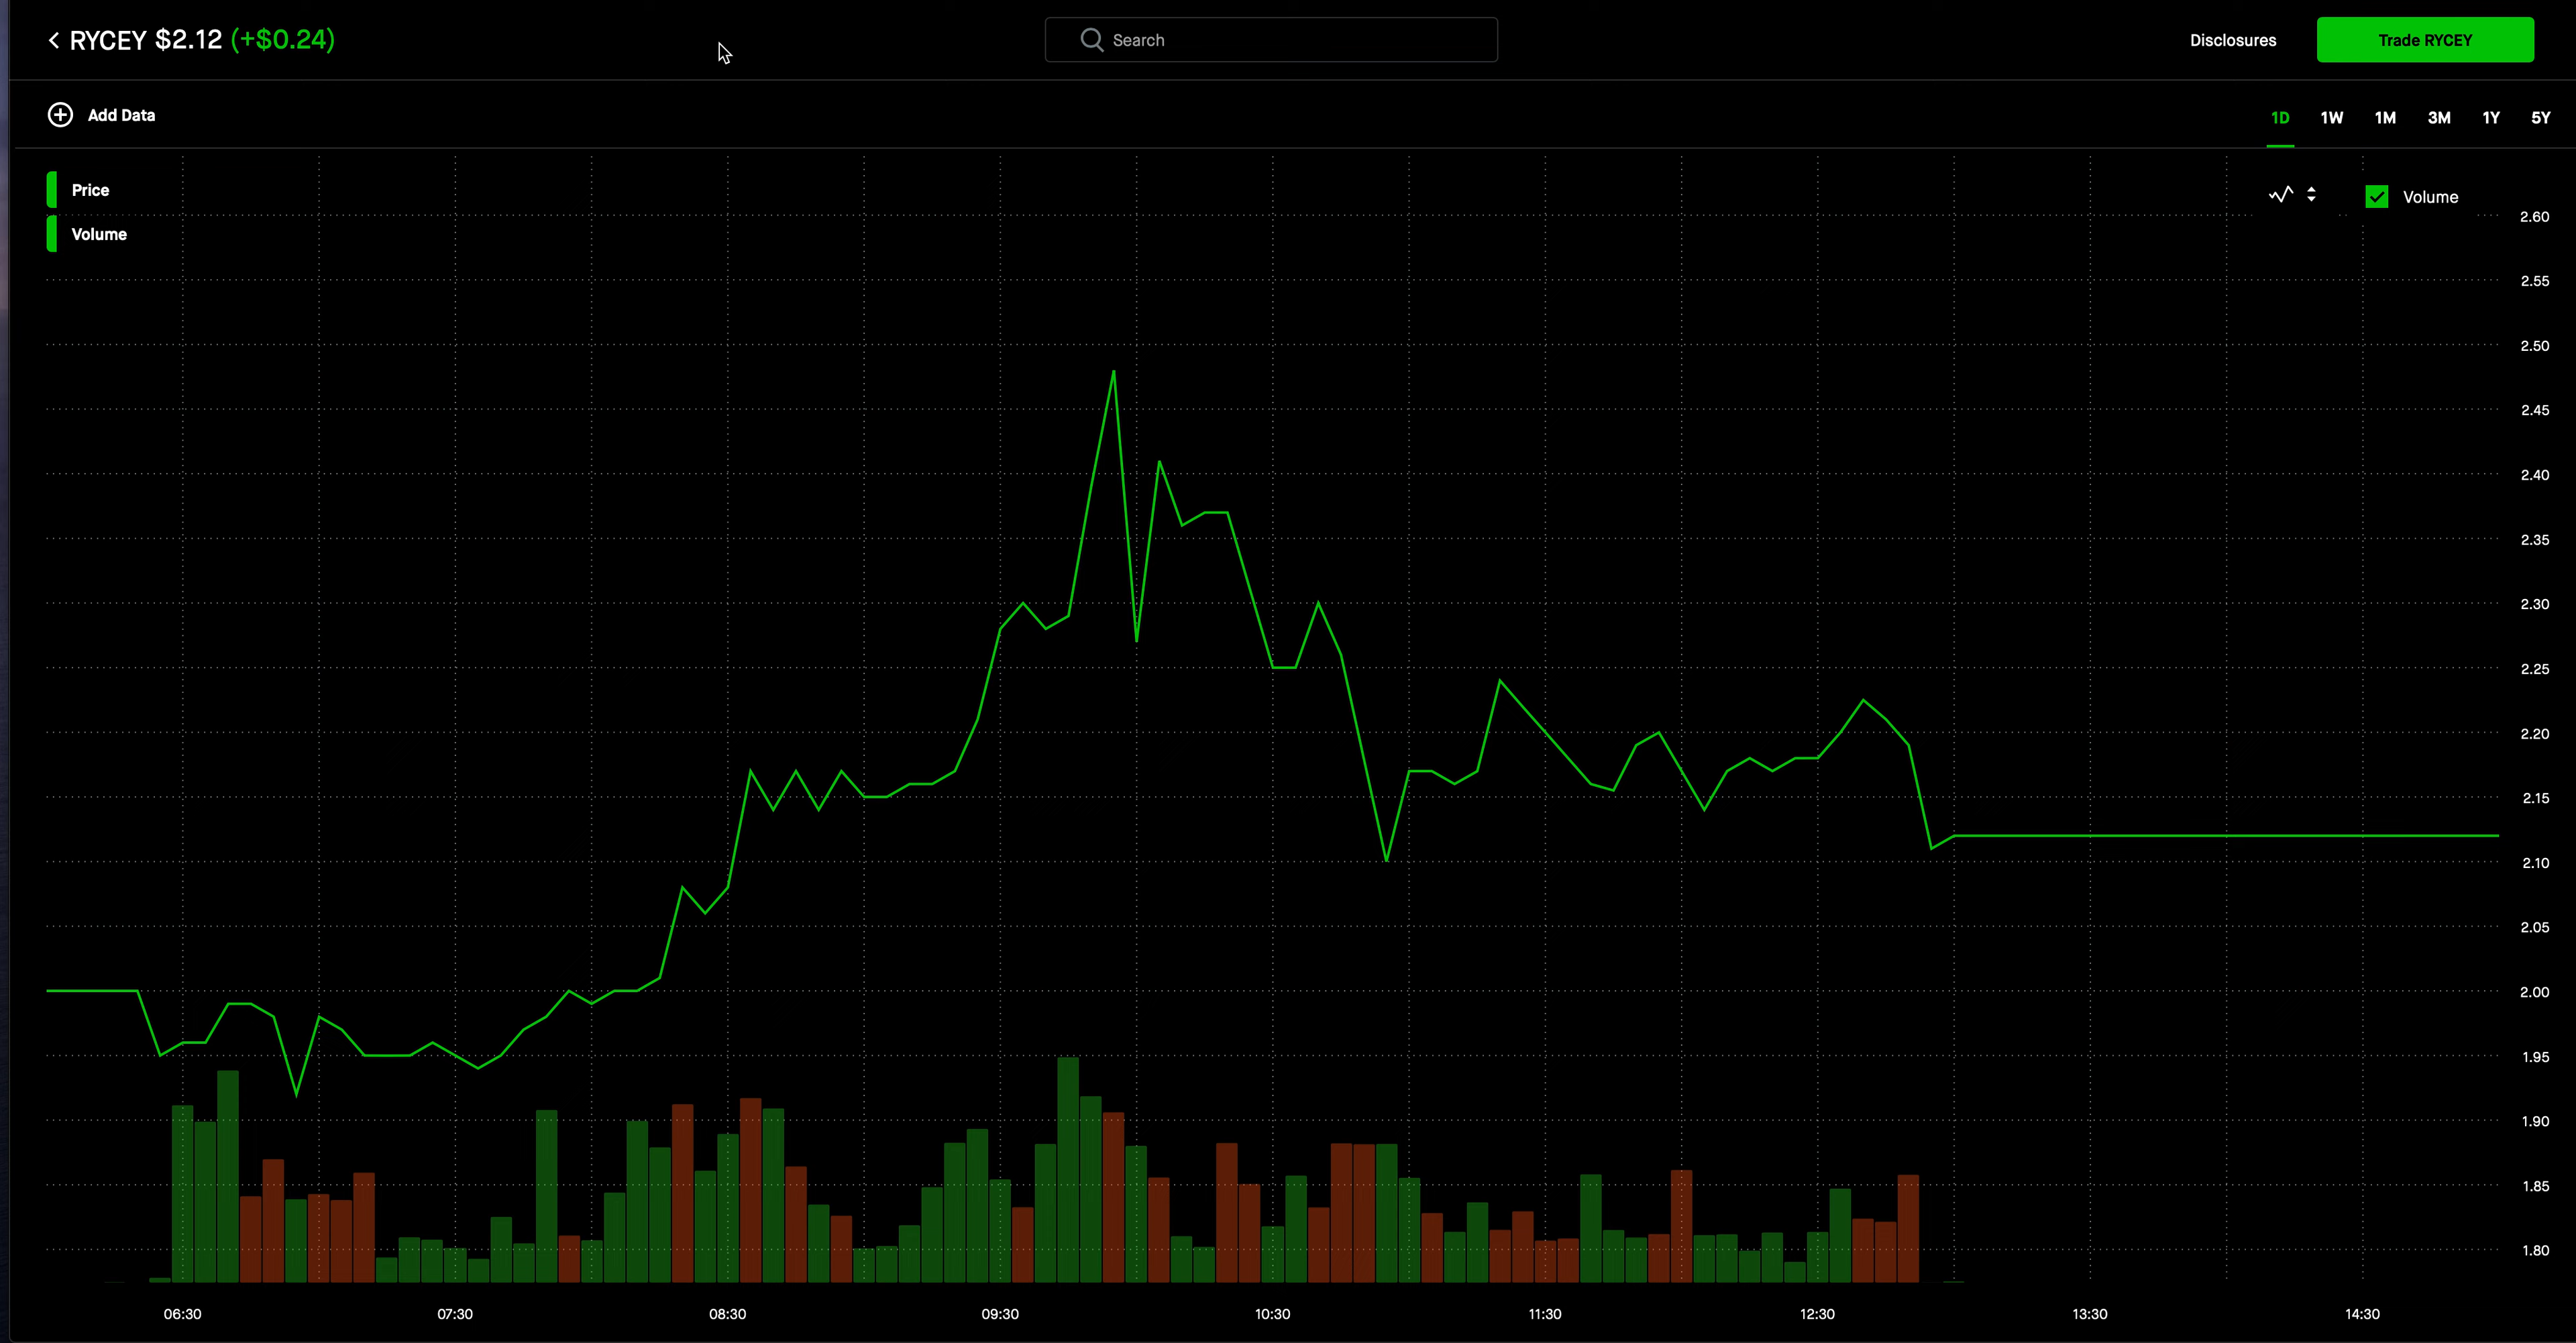 RYCEY $2.12 (+$0.24)
Search
Disclosures
Trade RYCEY
Add Data
1D 1W 1M 3M 1Y 5Y
Price
Volume
Volume
2.60
2.55
2.50
2.45
2.40
2.35
2.30
2.25
2.20
2.15
2.10
2.05
2.00
1.95
1.90
1.85
1.80
06:30 07:30 08:30 09:30 10:30 11:30 12:30 13:30 14:30